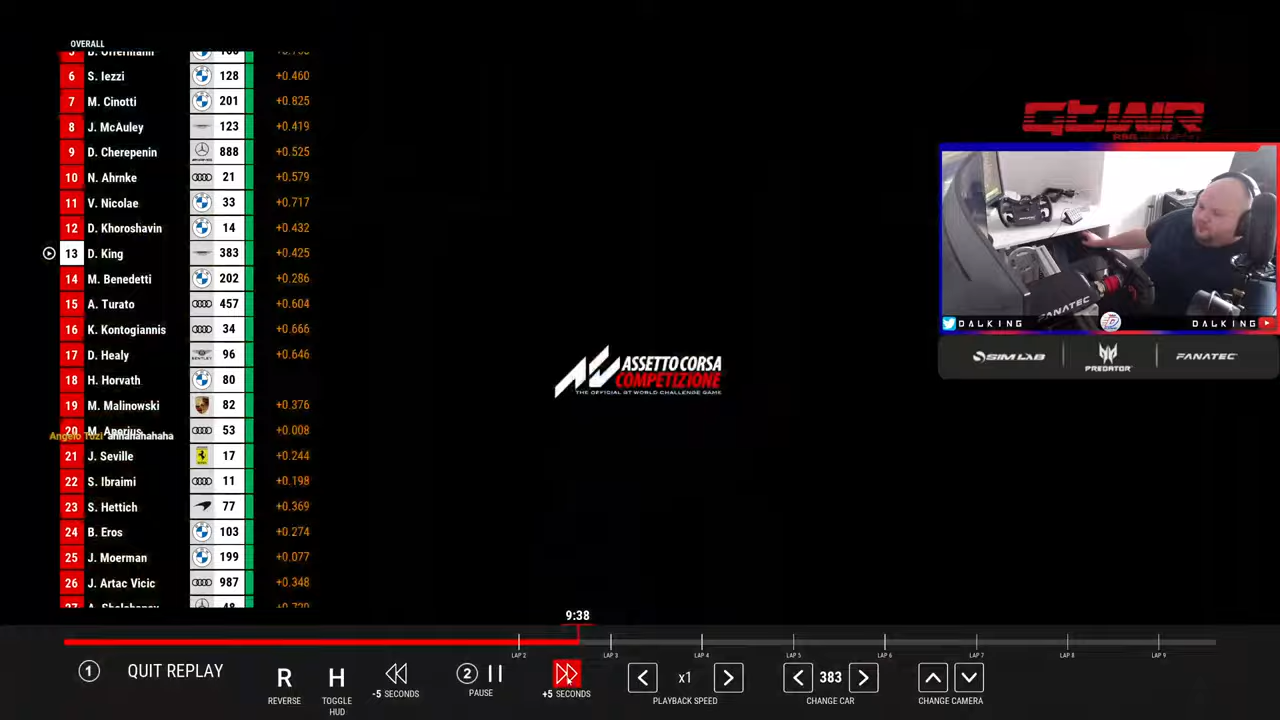 OVERALL
6 S. Iezzi 128 +0.460
7 M. Cinotti 201 +0.825
8 J. McAuley 123 +0.419
9 D. Cherepenin 888 +0.525
10 N. Ahrnke 21 +0.579
11 V. Nicolae 33 +0.717
12 D. Khoroshavin 14 +0.432
13 D. King 383 +0.425
14 M. Benedetti 202 +0.286
15 A. Turato 457 +0.604
16 K. Kontogiannis 34 +0.666
17 D. Healy 96 +0.646
18 H. Horvath 80
19 M. Malinowski 82 +0.376
20 53 +0.008
Angelo
21 J. Seville 17 +0.244
22 S. Ibraimi 11 +0.198
23 S. Hettich 77 +0.369
24 B. Eros 103 +0.274
25 J. Moerman 199 +0.077
26 J. Artac Vicic 987 +0.348
ASSETTO CORSA
COMPETIZIONE
THE OFFICIAL GT WORLD CHALLENGE GAME
GTWR
FANATEC
DALKING DALKING
SIMLAB PREDATOR FANATEC
9:38
LAP 2 LAP 3 LAP 4 LAP 5 LAP 6 LAP 7 LAP 8 LAP 9
1 QUIT REPLAY
R REVERSE
H TOGGLE HUD
-5 SECONDS
2 PAUSE
+5 SECONDS
x1 PLAYBACK SPEED
383 CHANGE CAR
CHANGE CAMERA